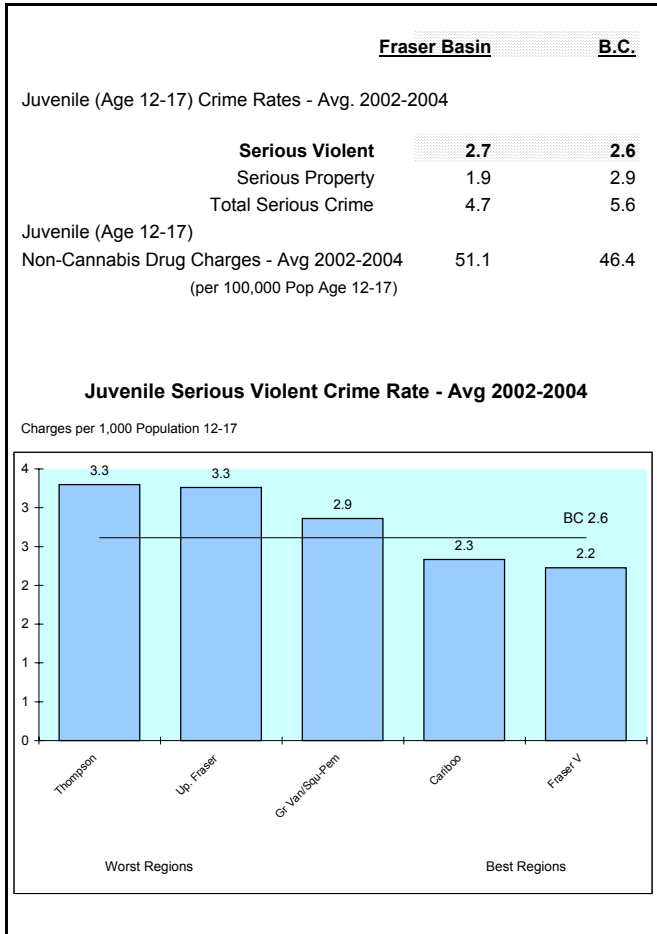 Fraser Basin B.C.
Juvenile (Age 12-17) Crime Rates - Avg. 2002-2004
Serious Violent 2.7 2.6
Serious Property 1.9 2.9
Total Serious Crime 4.7 5.6
Juvenile (Age 12-17)
Non-Cannabis Drug Charges - Avg 2002-2004 51.1 46.4
(per 100,000 Pop Age 12-17)
Juvenile Serious Violent Crime Rate - Avg 2002-2004
Charges per 1,000 Population 12-17
4
3
3
2
2
1
1
0
3.3 3.3 2.9 2.3 2.2
BC 2.6
Thompson Up. Fraser Gr Van/Squ-Pem Cariboo Fraser V
Worst Regions Best Regions